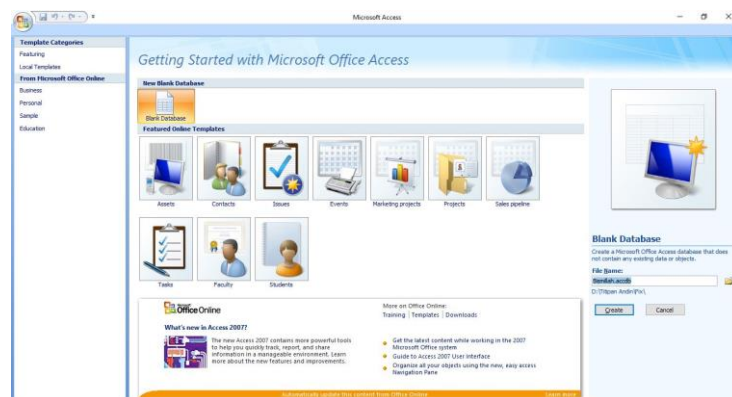 Microsoft Access
Template Categories
Featuring
Local Templates
From Microsoft Office Online
Business
Personal
Sample
Education
Getting Started with Microsoft Office Access
New Blank Database
Blank Database
Featured Online Templates
Assets
Contacts
Issues
Events
Marketing projects
Projects
Sales pipeline
Tasks
Faculty
Students
Microsoft
Office Online
What's new in Access 2007?
The new Access 2007 contains more powerful tools
to help you quickly track, report, and share
information in a manageable environment. Learn
more about the new features and improvements.
More on Office Online:
Training | Templates | Downloads
Get the latest content while working in the 2007
Microsoft Office system
Guide to Access 2007 User Interface
Organize all your objects using the new, easy access
Navigation Pane
Automatically update this content from Office Online
Learn more
Blank Database
Create a Microsoft Office Access database that does
not contain any existing data or objects.
File Name:
Create
Cancel